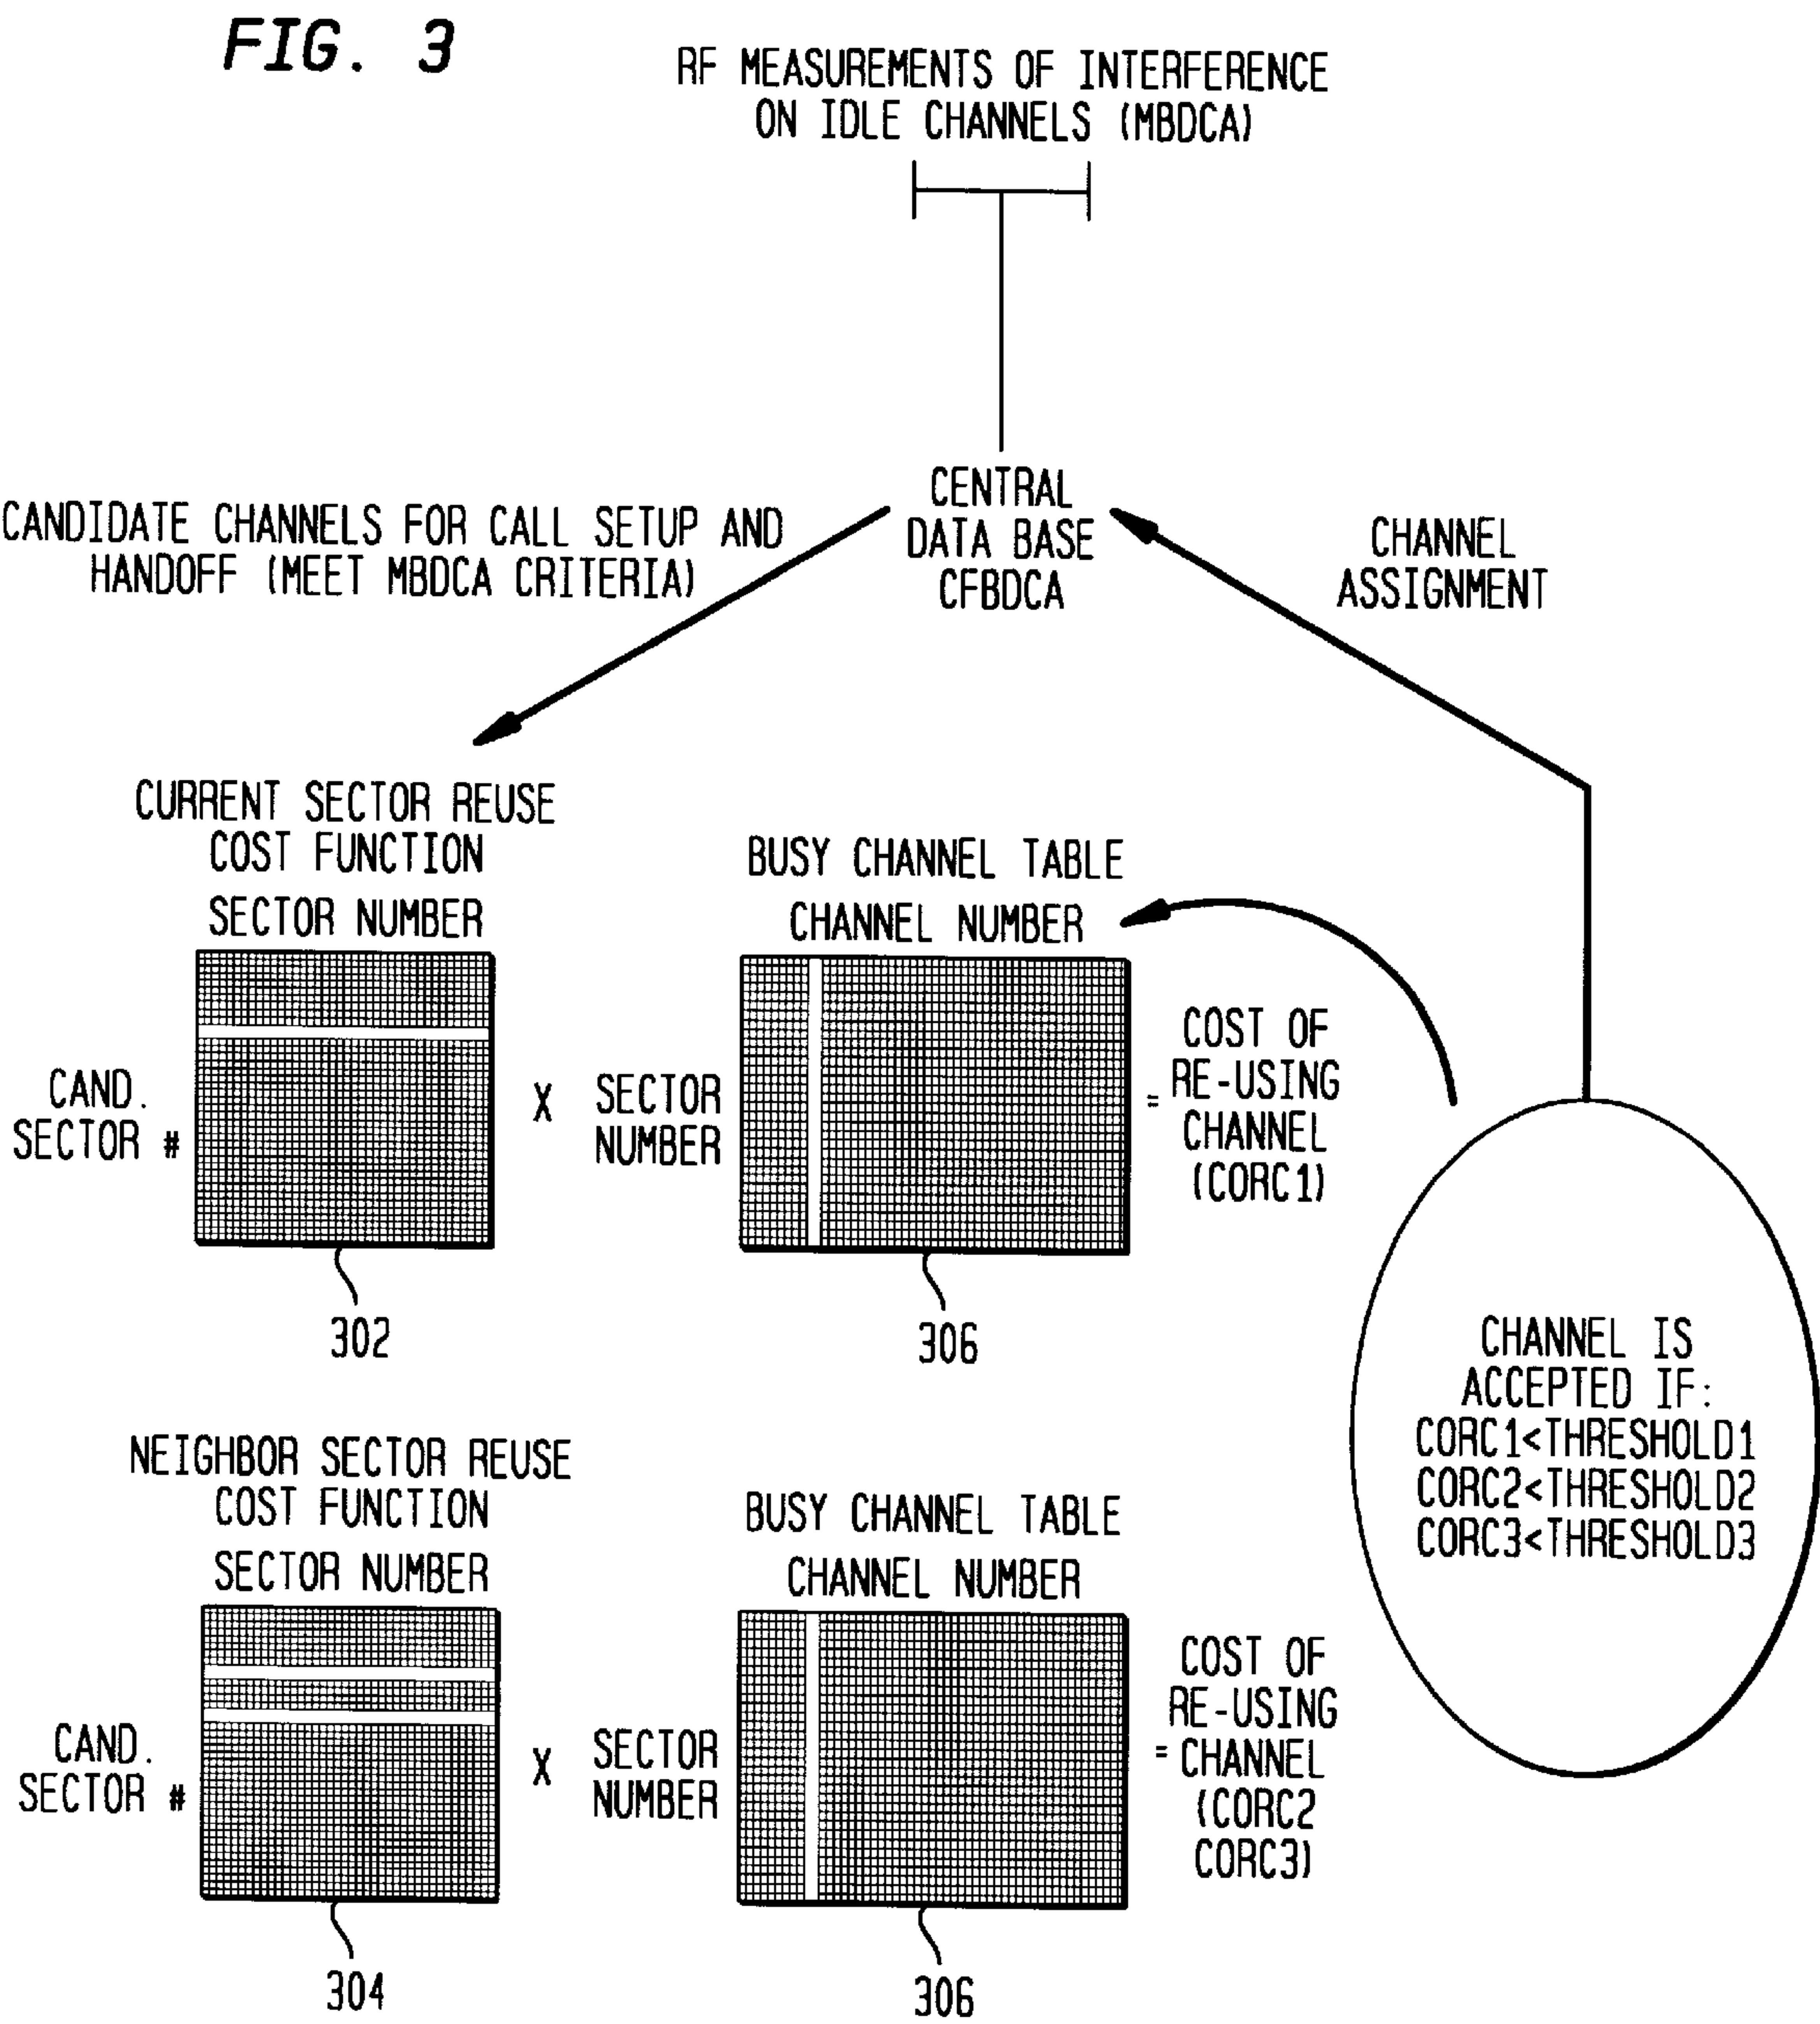 FIG. 3
RF MEASUREMENTS OF INTERFERENCE
ON IDLE CHANNELS (MBDCA)
CANDIDATE CHANNELS FOR CALL SETUP AND
HANDOFF (MEET MBDCA CRITERIA)
CENTRAL
DATA BASE
CFBDCA
CHANNEL
ASSIGNMENT
CURRENT SECTOR REUSE
COST FUNCTION
SECTOR NUMBER
CAND.
SECTOR #
X
BUSY CHANNEL TABLE
CHANNEL NUMBER
SECTOR
NUMBER
=
COST OF
RE-USING
CHANNEL
(CORC1)
302
306
CHANNEL IS
ACCEPTED IF:
CORC1<THRESHOLD1
CORC2<THRESHOLD2
CORC3<THRESHOLD3
NEIGHBOR SECTOR REUSE
COST FUNCTION
SECTOR NUMBER
CAND.
SECTOR #
X
BUSY CHANNEL TABLE
CHANNEL NUMBER
SECTOR
NUMBER
=
COST OF
RE-USING
CHANNEL
(CORC2
CORC3)
304
306